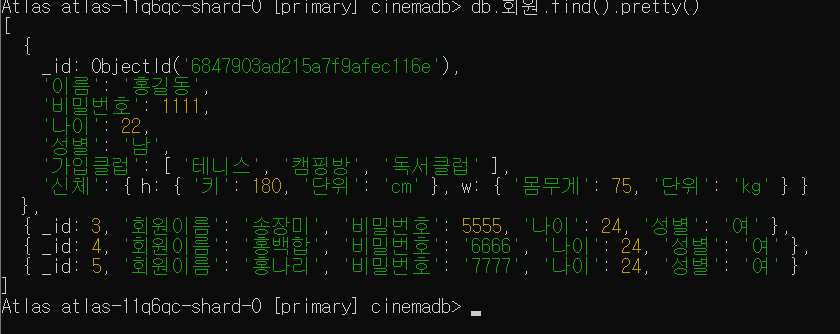 Atlas atlas-11q6qc-shard-0 [primary] cinemadb> db.회원.find().pretty()
[
  {
    _id: ObjectId('6847903ad215a7f9afec116e'),
    '이름': '홍길동',
    '비밀번호': 1111,
    '나이': 22,
    '성별': '남',
    '가입클럽': [ '테니스', '캠핑방', '독서클럽' ],
    '신체': { h: { '키': 180, '단위': 'cm' }, w: { '몸무게': 75, '단위': 'kg' } }
  },
  { _id: 3, '회원이름': '송장미', '비밀번호': 5555, '나이': 24, '성별': '여' },
  { _id: 4, '회원이름': '홍백합', '비밀번호': '6666', '나이': 24, '성별': '여' },
  { _id: 5, '회원이름': '홍나리', '비밀번호': '7777', '나이': 24, '성별': '여' }
]
Atlas atlas-11q6qc-shard-0 [primary] cinemadb>